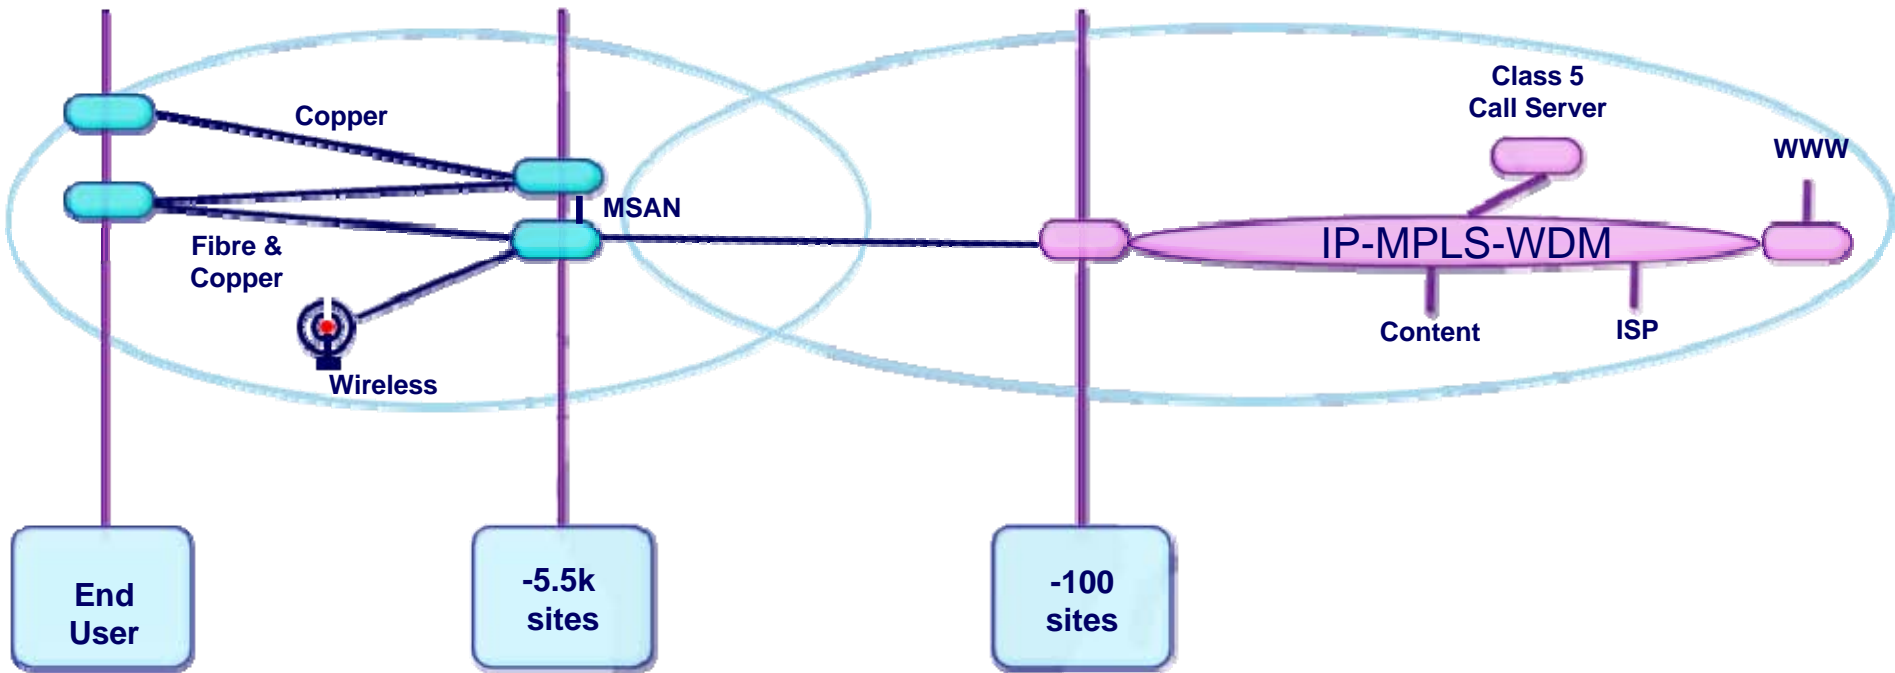 Class 5
Call Server
Copper
WWW
MSAN
Fibre &
Copper
IP-MPLS-WDM
Content
ISP
Wireless
End
User
-5.5k
sites
-100
sites